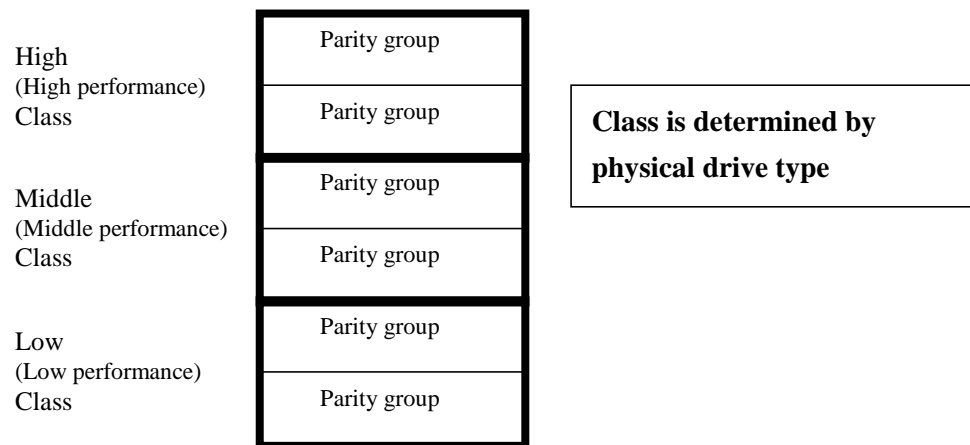 High
(High performance)
Class
Parity group
Parity group
Middle
(Middle performance)
Class
Parity group
Parity group
Low
(Low performance)
Class
Parity group
Parity group
Class is determined by
physical drive type